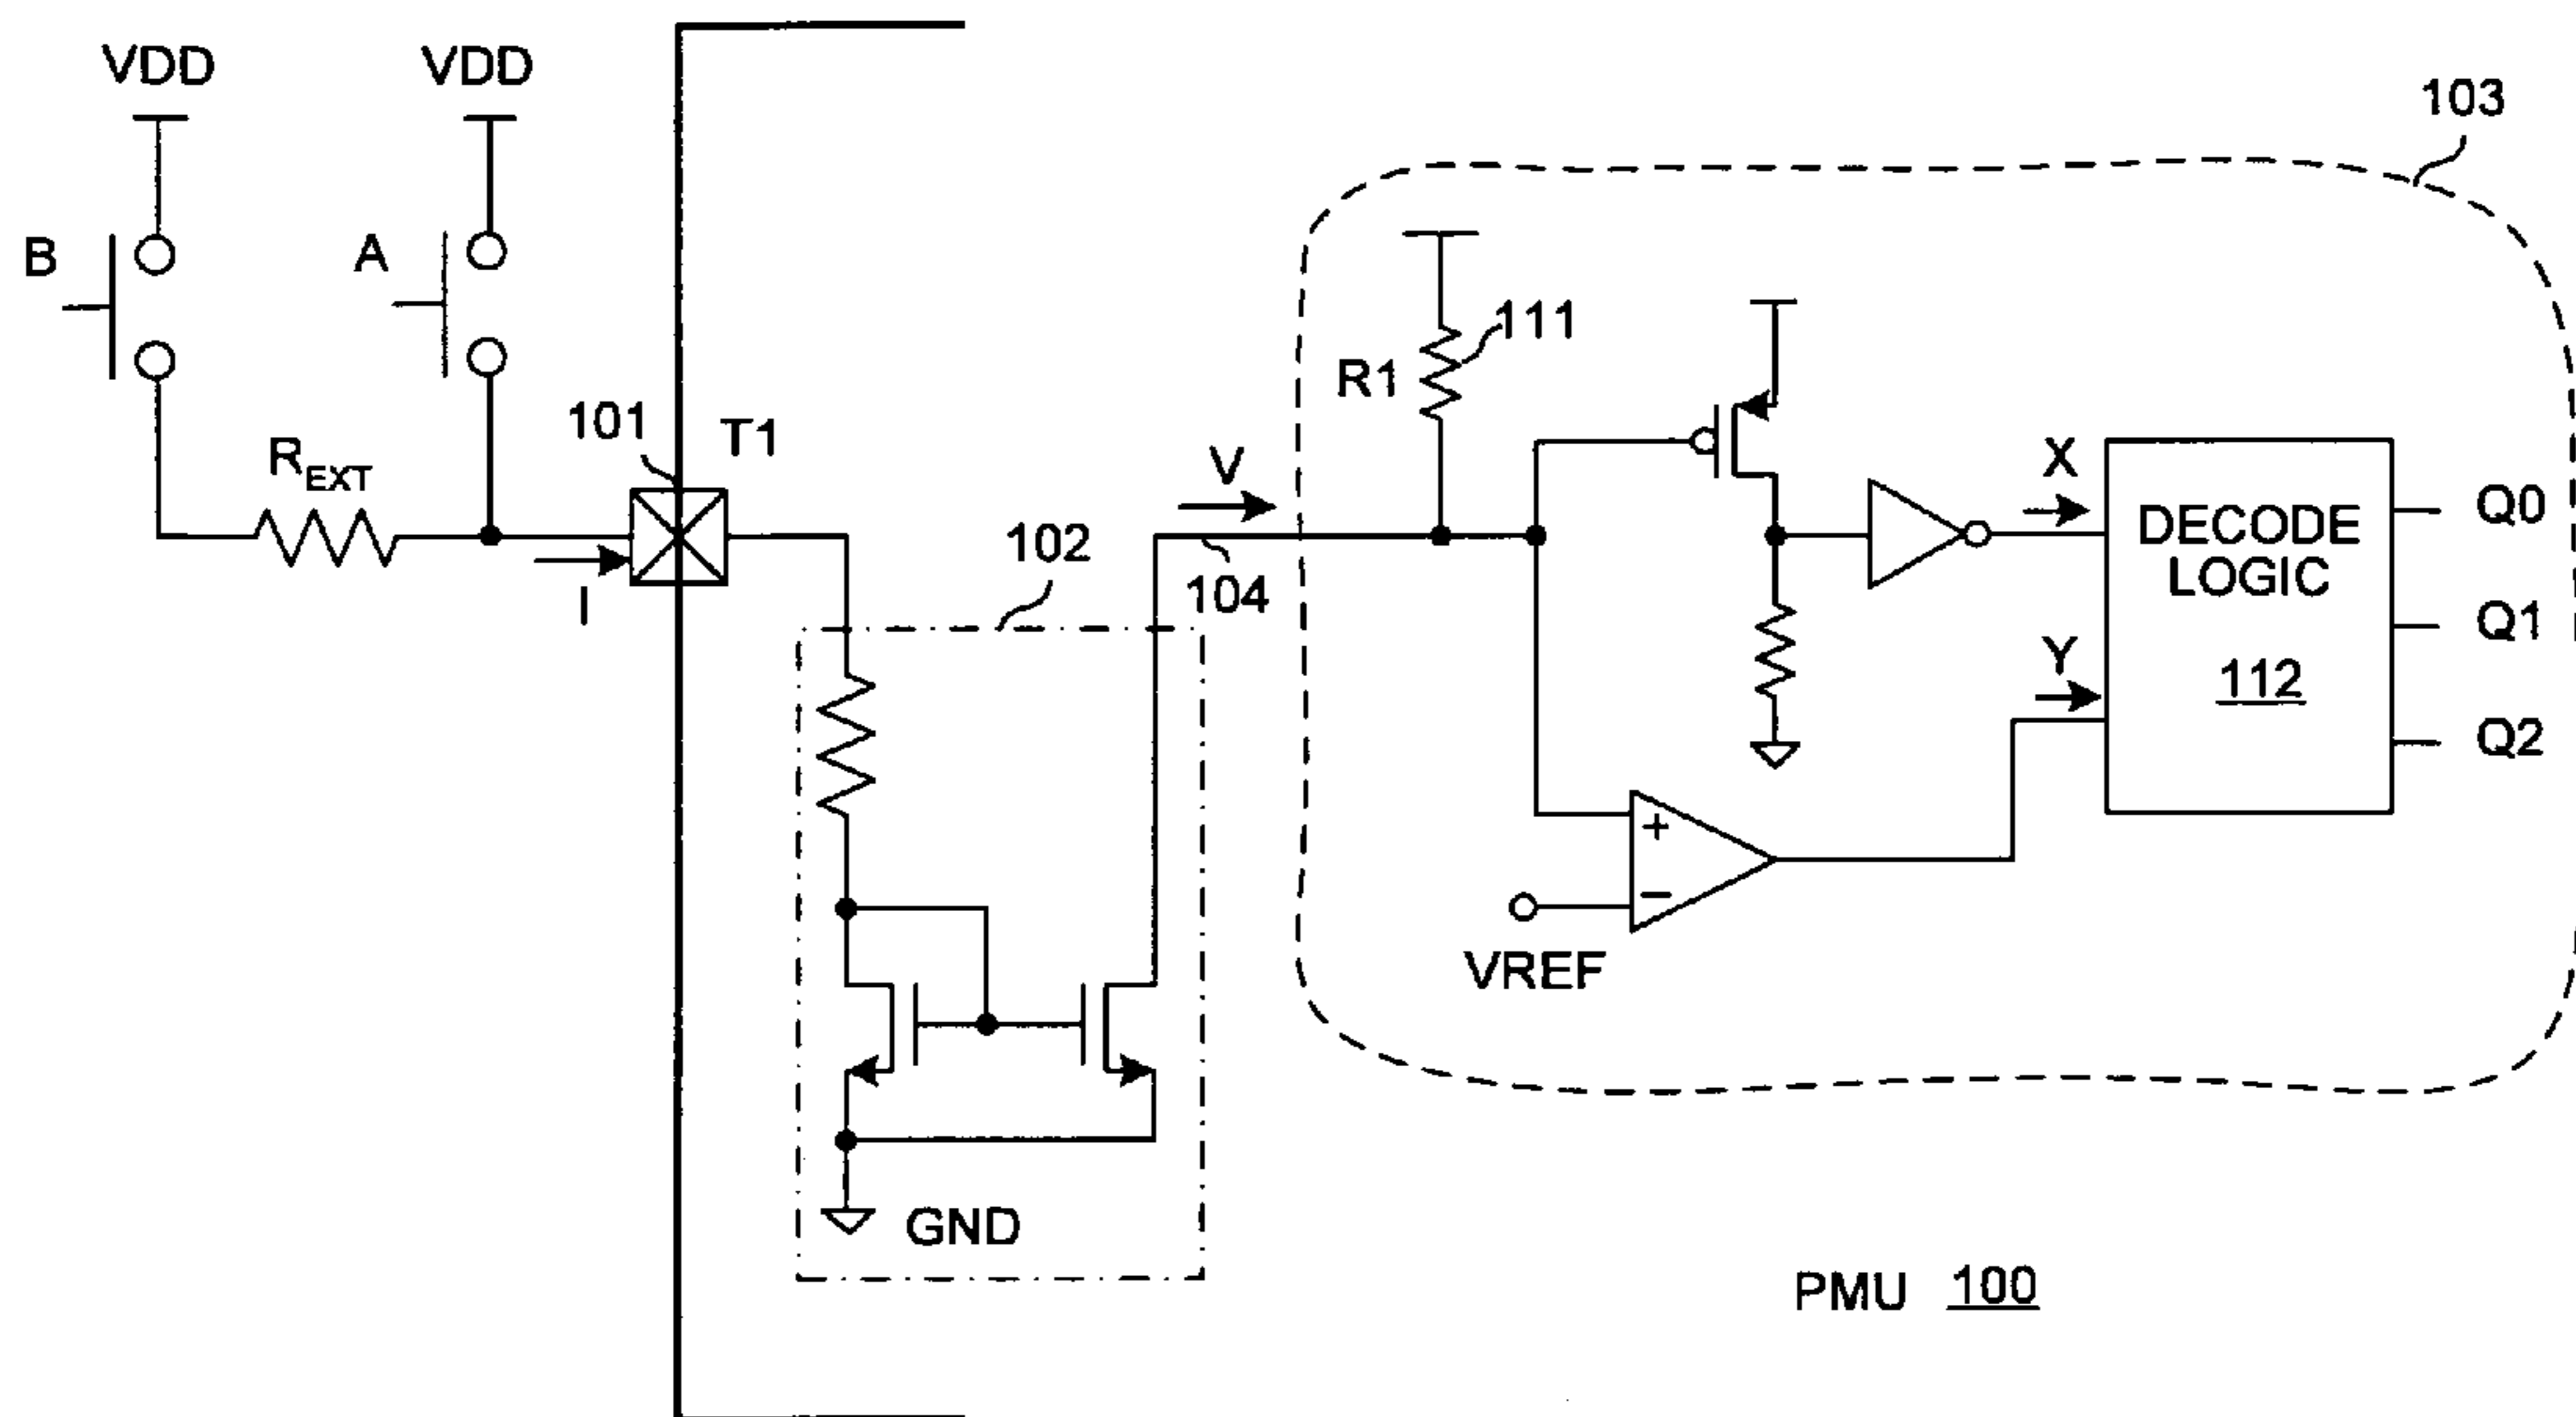 VDD
VDD
103
B
A
111
R1
101
T1
REXT
V
X
DECODE
LOGIC
112
Q0
Q1
Q2
102
104
I
Y
+
−
VREF
GND
PMU 100